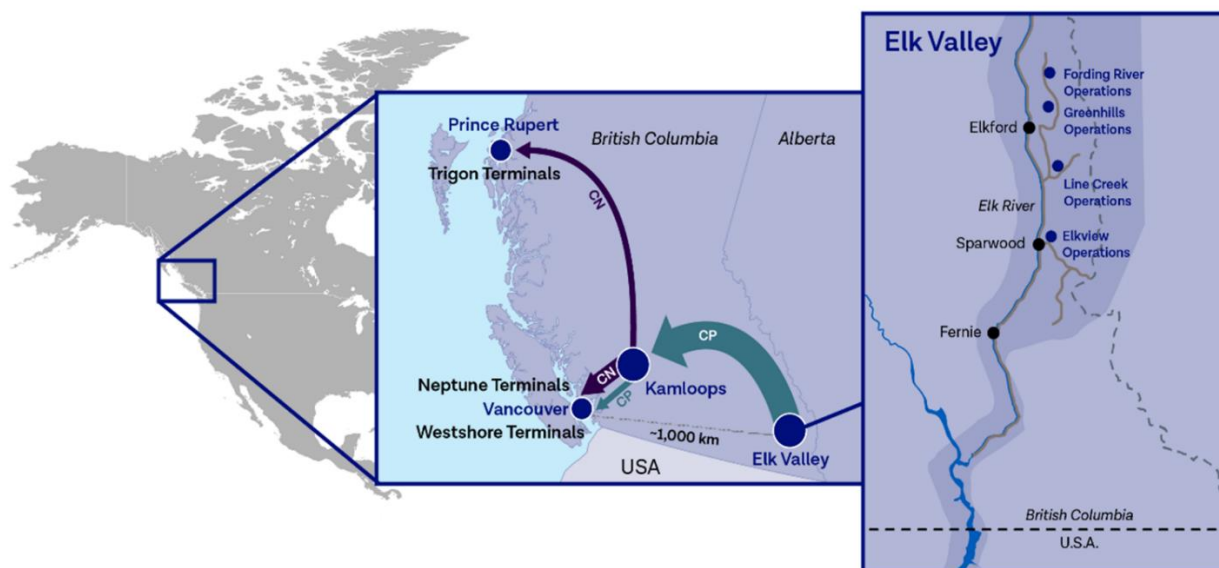 Prince Rupert
Trigon Terminals
British Columbia
Alberta
CN
CP
CN
CP
Neptune Terminals
Vancouver
Westshore Terminals
Kamloops
~1,000 km
Elk Valley
USA
Elk Valley
Fording River
Operations
Greenhills
Operations
Elkford
Line Creek
Operations
Elk River
Sparwood
Elkview
Operations
Fernie
British Columbia
U.S.A.